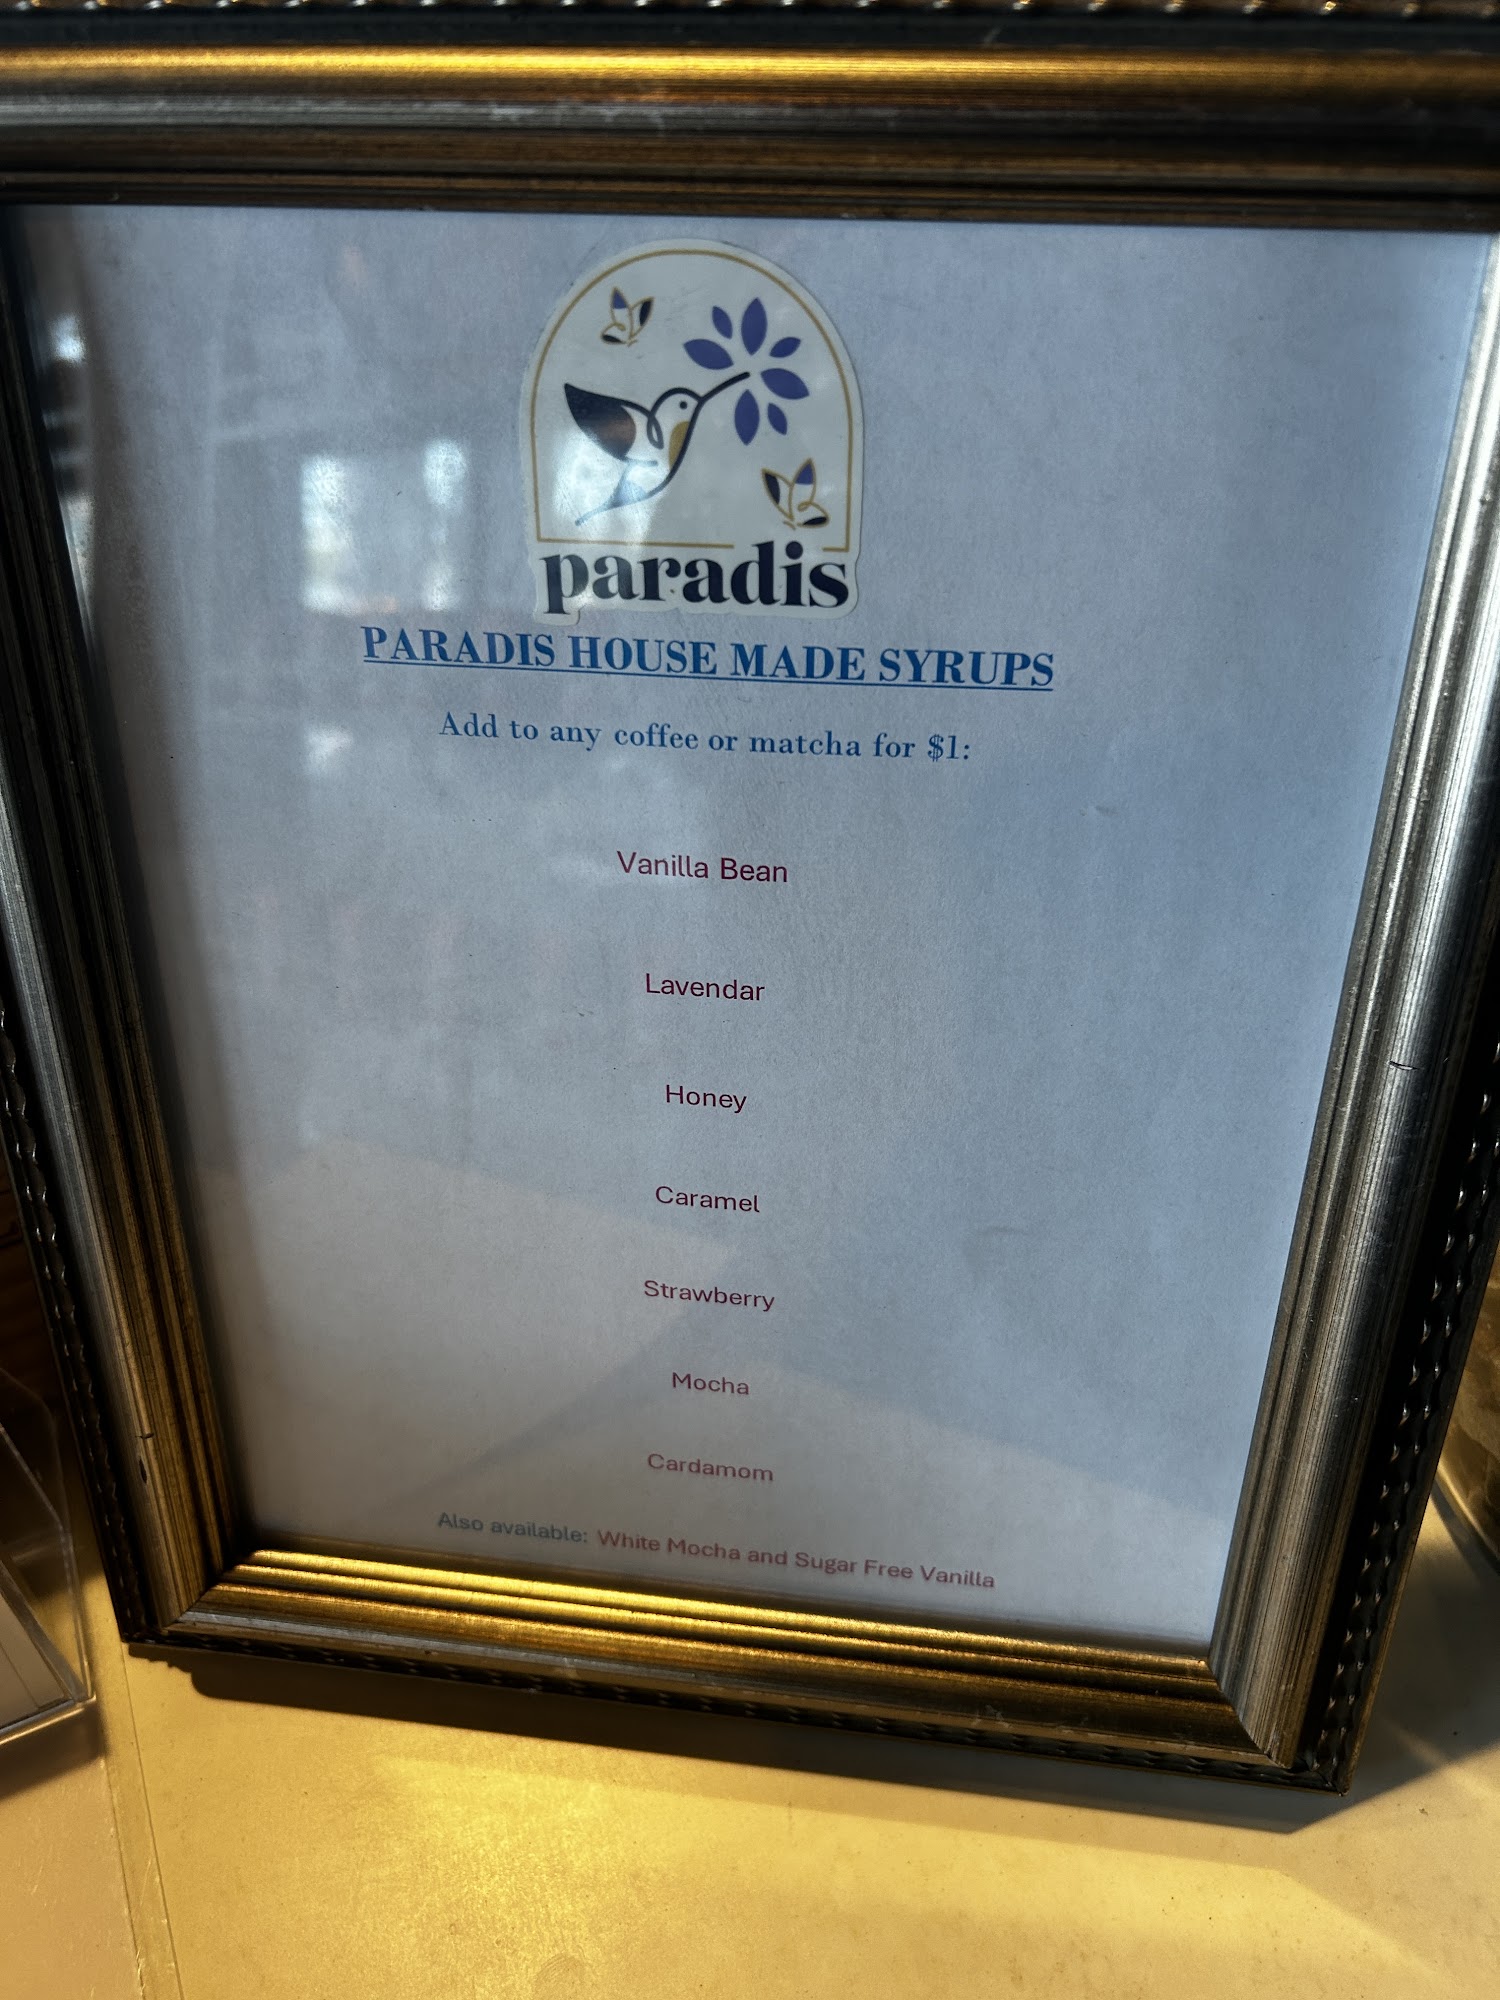 paradis
PARADIS HOUSE MADE SYRUPS
Add to any coffee or matcha for $1:
Vanilla Bean
Lavendar
Honey
Caramel
Strawberry
Mocha
Cardamom
Also available: White Mocha and Sugar Free Vanilla